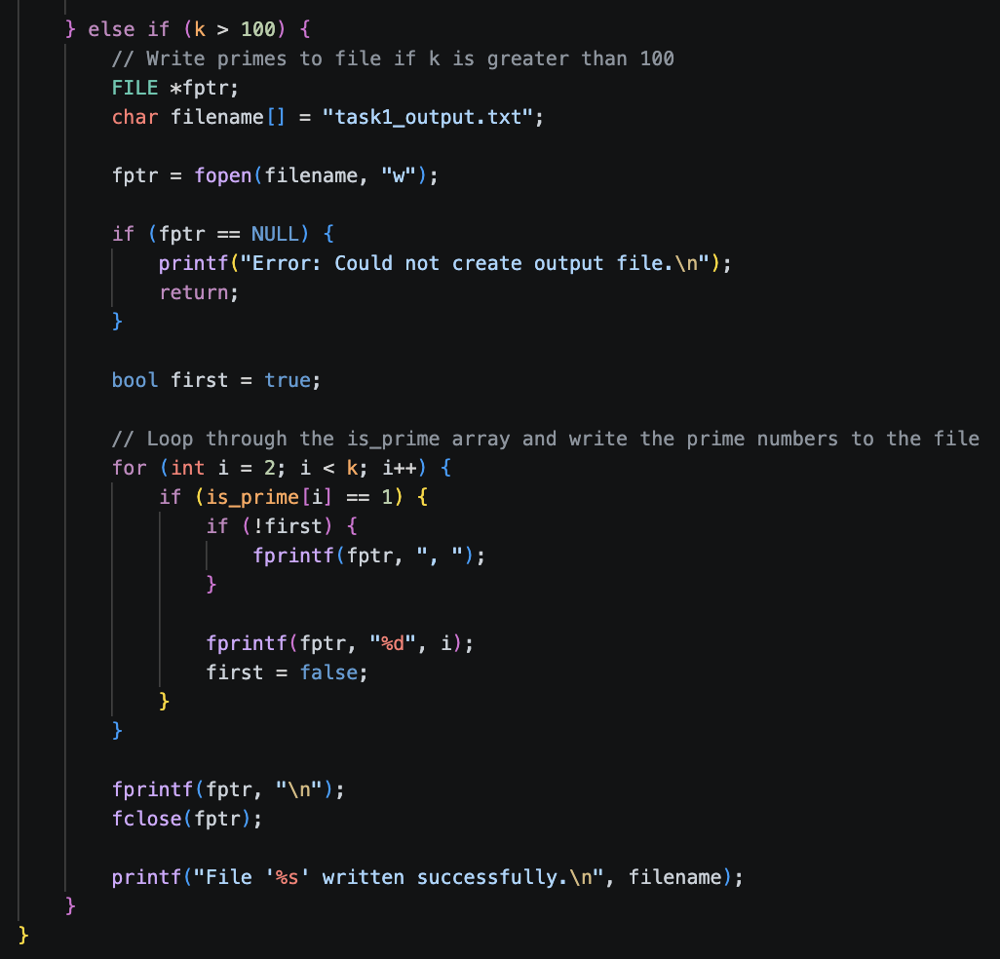 } else if (k > 100) {
// Write primes to file if k is greater than 100
FILE *fptr;
char filename[] = "task1_output.txt";
fptr = fopen(filename, "w");
if (fptr == NULL) {
printf("Error: Could not create output file.\n");
return;
}
bool first = true;
// Loop through the is_prime array and write the prime numbers to the file
for (int i = 2; i < k; i++) {
if (is_prime[i] == 1) {
if (!first) {
fprintf(fptr, ", ");
}
fprintf(fptr, "%d", i);
first = false;
}
}
fprintf(fptr, "\n");
fclose(fptr);
printf("File '%s' written successfully.\n", filename);
}
}